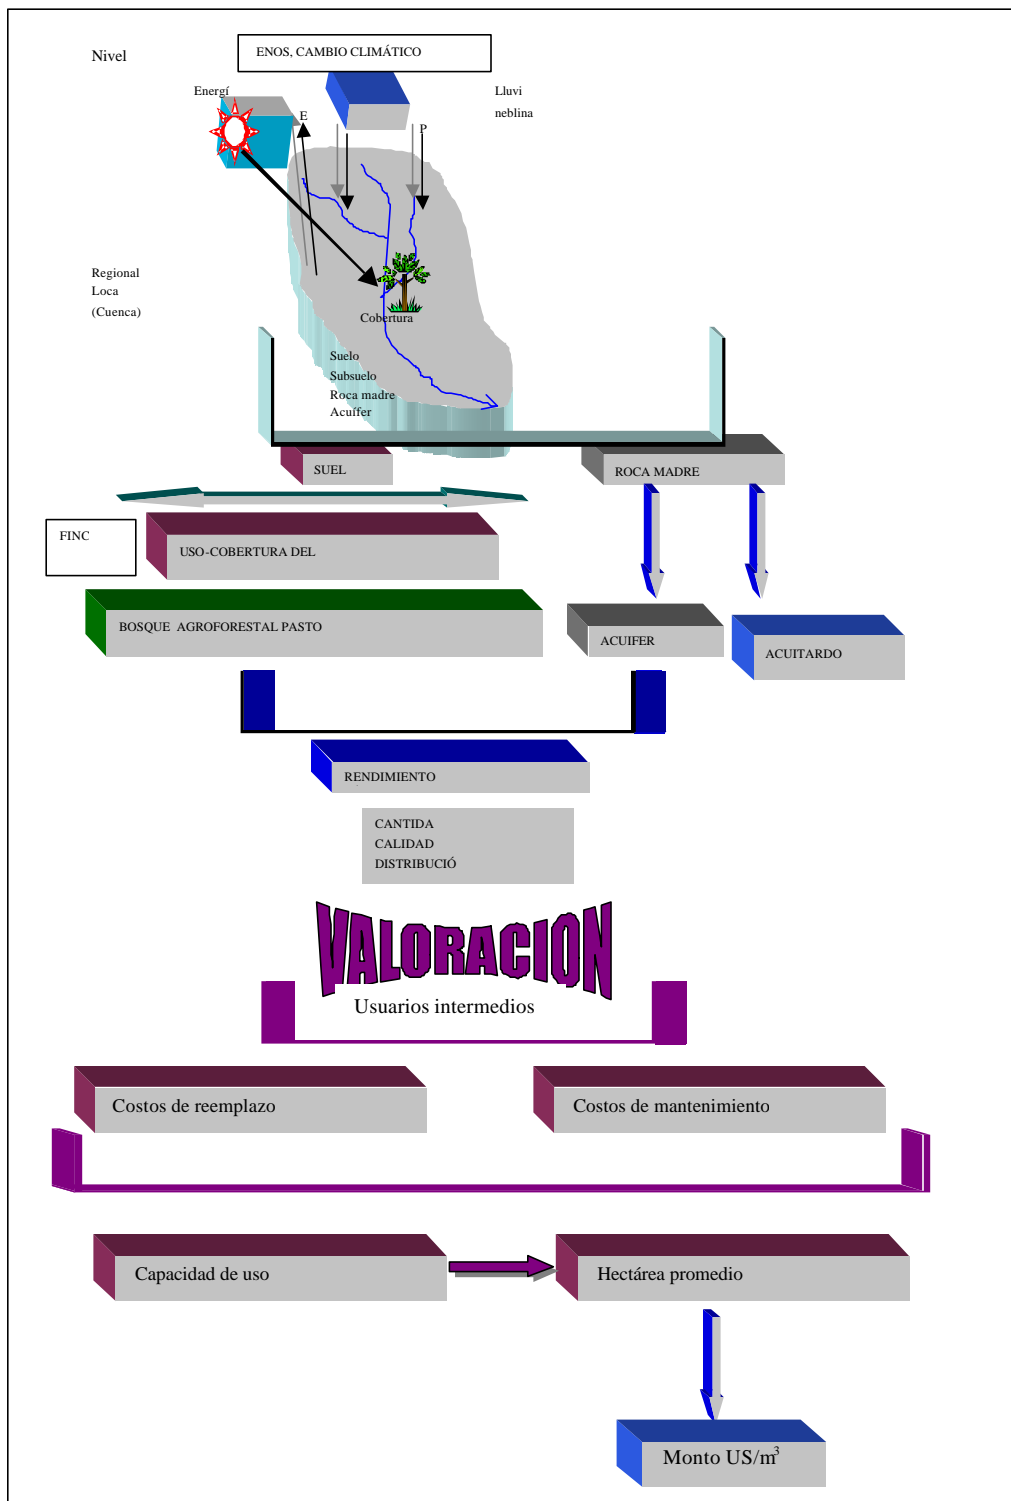 Nivel
ENOS, CAMBIO CLIMÁTICO
Energí
Lluvi
neblina
E
P
Regional
Loca
(Cuenca)
Cobertura
Suelo
Subsuelo
Roca madre
Acuífer
SUEL
ROCA MADRE
FINC
USO-COBERTURA DEL
BOSQUE AGROFORESTAL PASTO
ACUIFER
ACUITARDO
RENDIMIENTO
CANTIDA
CALIDAD
DISTRIBUCIÓ
VALORACION
Usuarios intermedios
Costos de reemplazo
Costos de mantenimiento
Capacidad de uso
Hectárea promedio
Monto US/m³